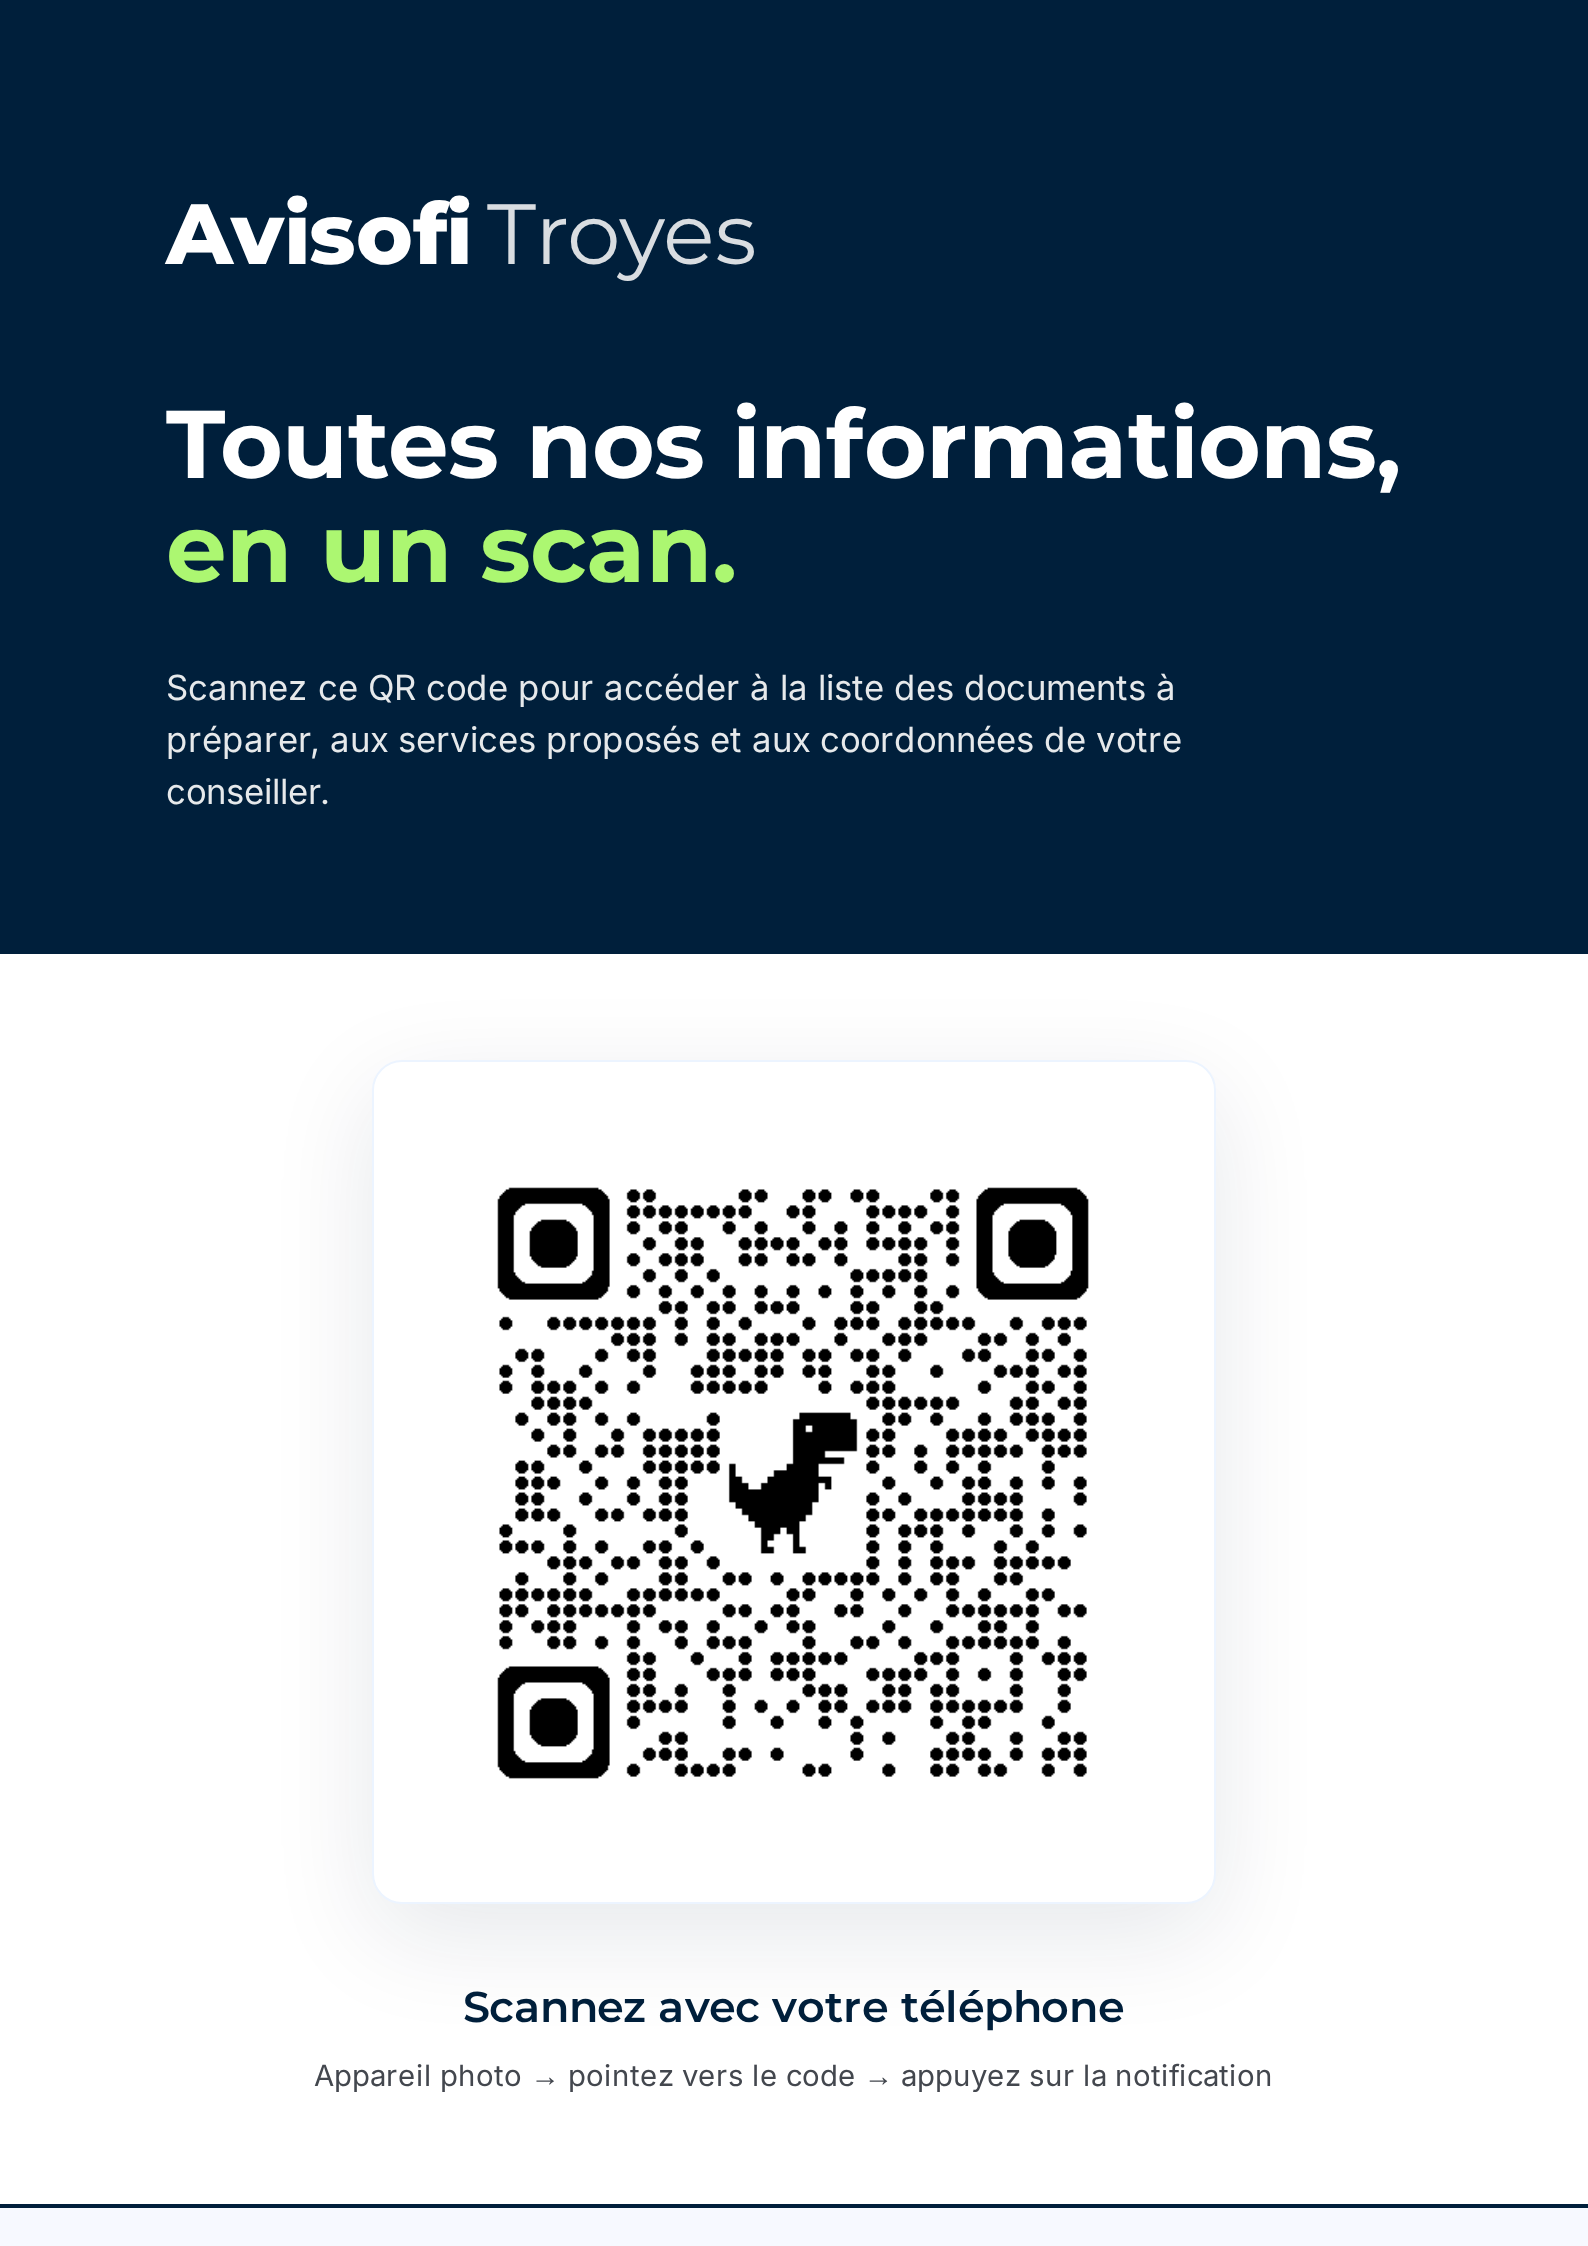 Avisofi Troyes
Toutes nos informations,
en un scan.
Scannez ce QR code pour accéder à la liste des documents à
préparer, aux services proposés et aux coordonnées de votre
conseiller.
Scannez avec votre téléphone
Appareil photo → pointez vers le code → appuyez sur la notification